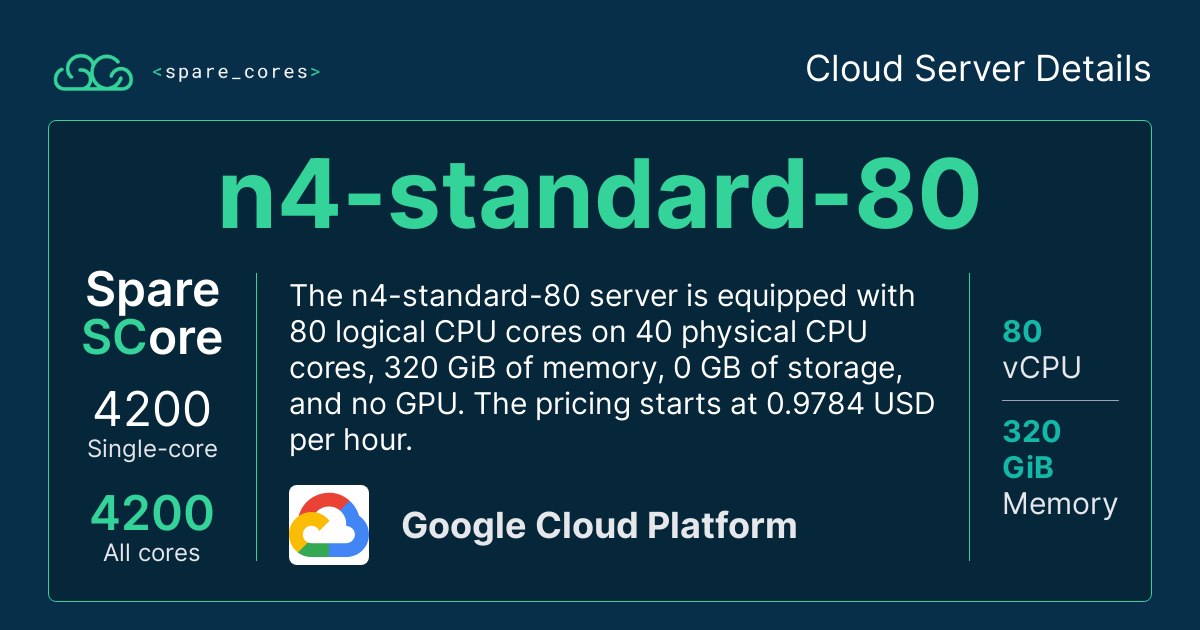 <spare_cores>
Cloud Server Details
n4-standard-80
Spare
SCore
4200
Single-core
4200
All cores
The n4-standard-80 server is equipped with
80 logical CPU cores on 40 physical CPU
cores, 320 GiB of memory, 0 GB of storage,
and no GPU. The pricing starts at 0.9784 USD
per hour.
Google Cloud Platform
80
vCPU
320
GiB
Memory